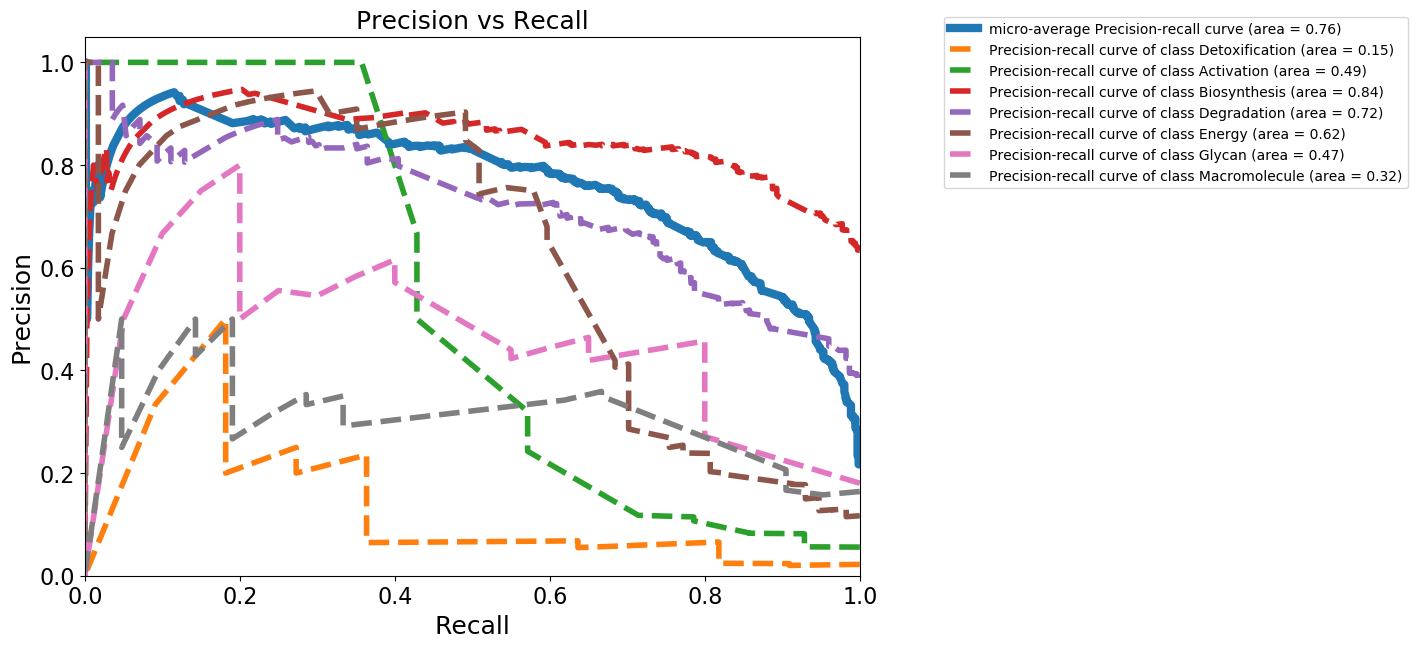 Precision vs Recall
micro-average Precision-recall curve (area = 0.76)
Precision-recall curve of class Detoxification (area = 0.15)
Precision-recall curve of class Activation (area = 0.49)
Precision-recall curve of class Biosynthesis (area = 0.84)
Precision-recall curve of class Degradation (area = 0.72)
Precision-recall curve of class Energy (area = 0.62)
Precision-recall curve of class Glycan (area = 0.47)
Precision-recall curve of class Macromolecule (area = 0.32)
Precision
1.0
0.8
0.6
0.4
0.2
0.0
0.0 0.2 0.4 0.6 0.8 1.0
Recall